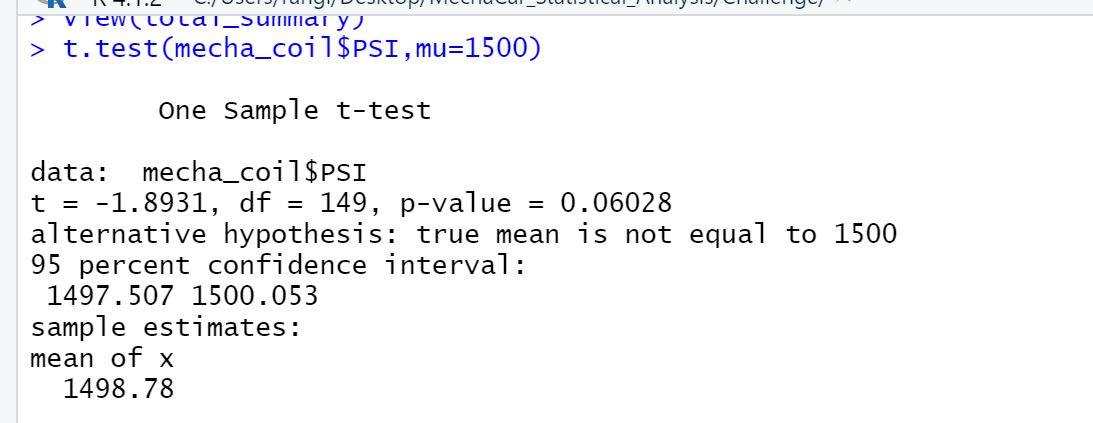 R 4.1.2 C:/Users/fangl/Desktop/MechaCar_Statistical_Analysis/Challenge/
> View(total_summary)
> t.test(mecha_coil$PSI,mu=1500)
One Sample t-test
data: mecha_coil$PSI
t = -1.8931, df = 149, p-value = 0.06028
alternative hypothesis: true mean is not equal to 1500
95 percent confidence interval:
1497.507 1500.053
sample estimates:
mean of x
1498.78